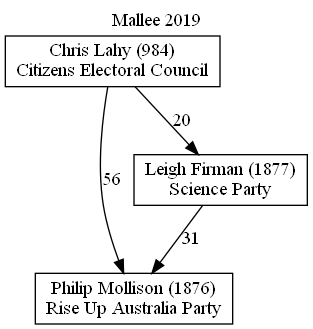 Mallee 2019
Chris Lahy (984)
Citizens Electoral Council
20
Leigh Firman (1877)
Science Party
56
31
Philip Mollison (1876)
Rise Up Australia Party